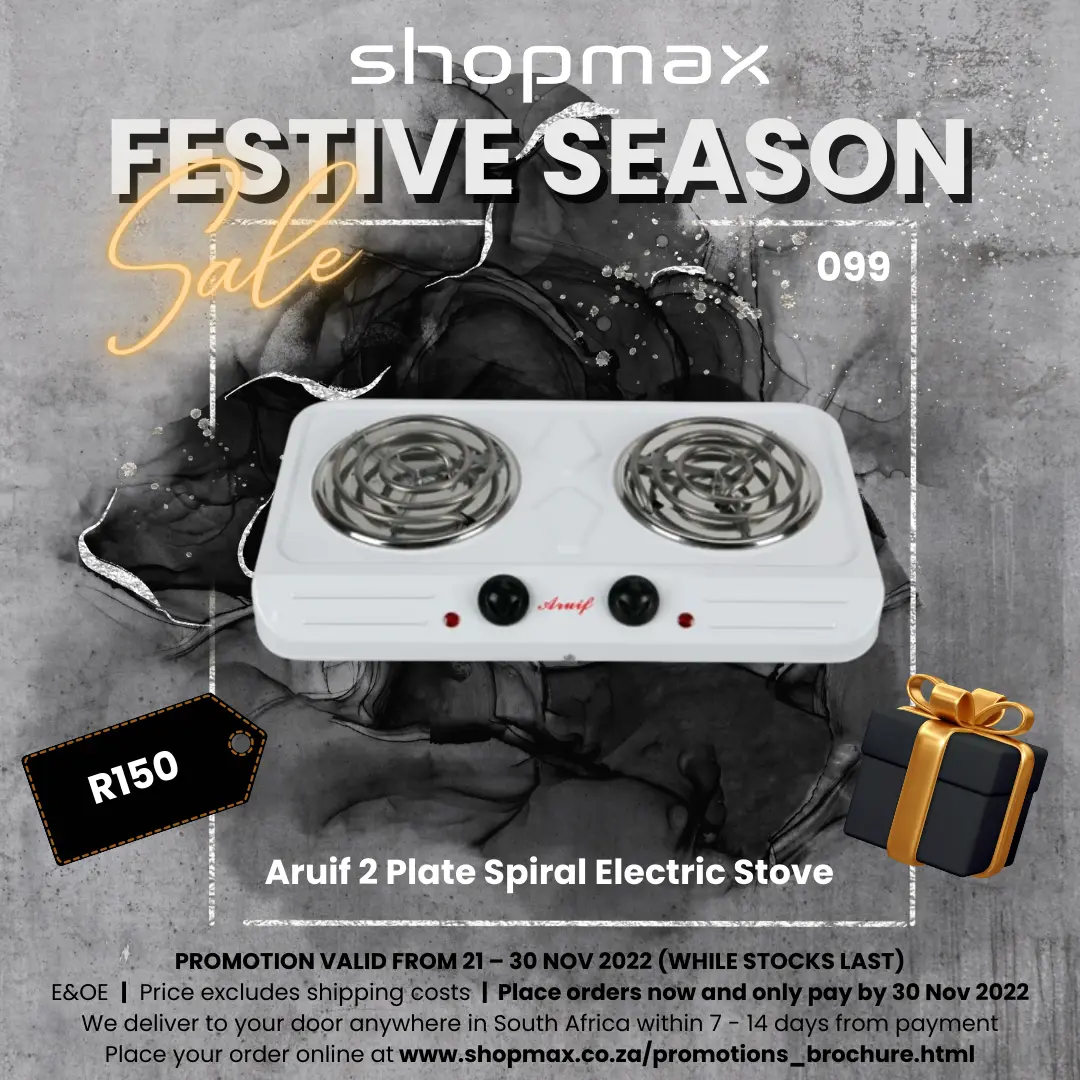 shopmax
FESTIVE SEASON
Sale
099
Aruif
R150
Aruif 2 Plate Spiral Electric Stove
PROMOTION VALID FROM 21 – 30 NOV 2022 (WHILE STOCKS LAST)
E&OE | Price excludes shipping costs | Place orders now and only pay by 30 Nov 2022
We deliver to your door anywhere in South Africa within 7 - 14 days from payment
Place your order online at www.shopmax.co.za/promotions_brochure.html